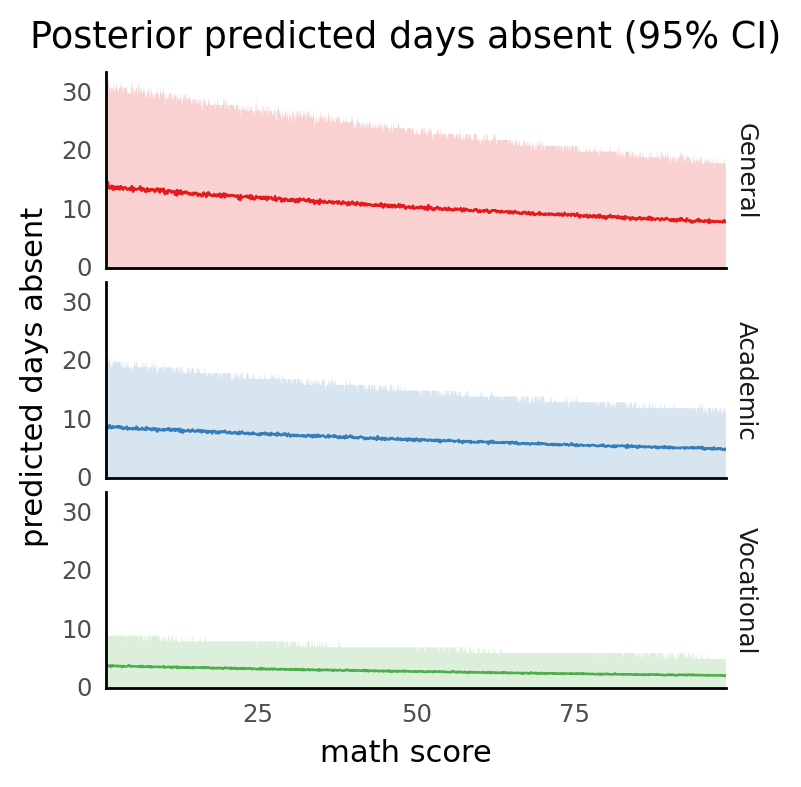 Posterior predicted days absent (95% CI)
predicted days absent
30
20
10
0
General
30
20
10
0
Academic
30
20
10
0
Vocational
25 50 75
math score